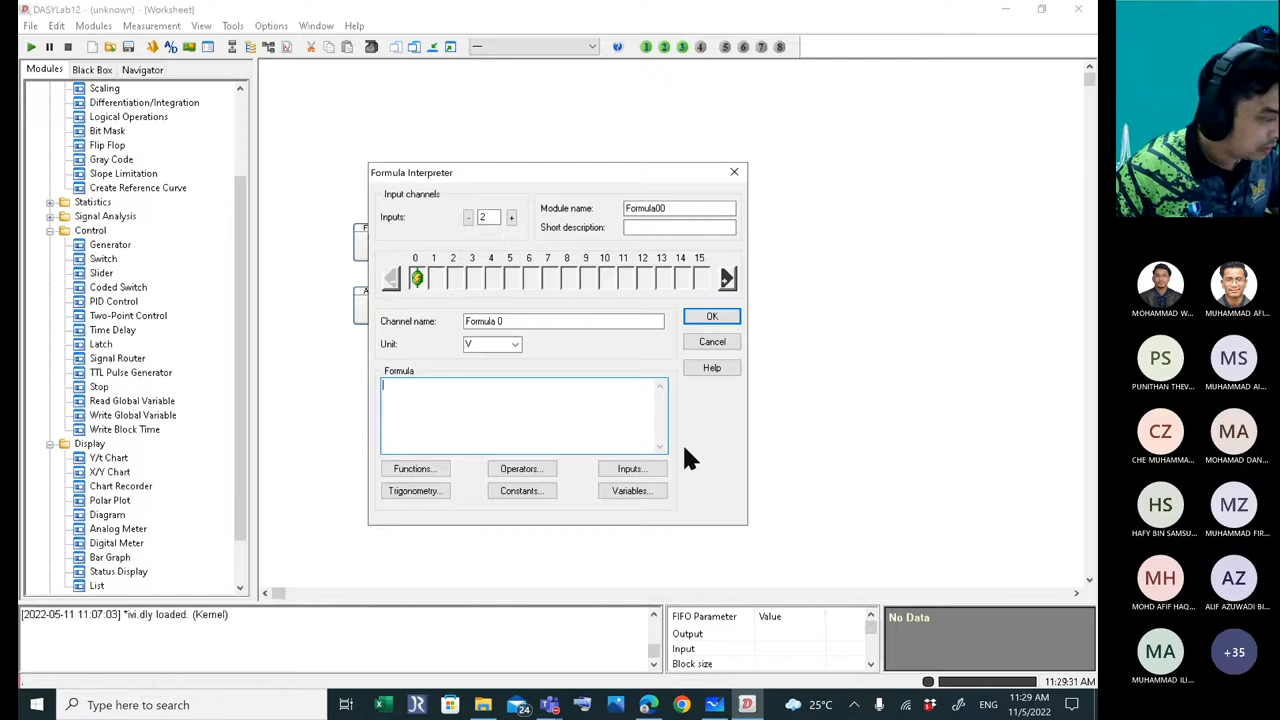 DASYLab12 - (unknown) - [Worksheet]
File Edit Modules Measurement View Tools Options Window Help
1 2 3 4 5 6 7 8
Modules Black Box Navigator
Scaling
Differentiation/Integration
Logical Operations
Bit Mask
Flip Flop
Gray Code
Slope Limitation
Create Reference Curve
Statistics
Signal Analysis
Control
Generator
Switch
Slider
Coded Switch
PID Control
Two-Point Control
Time Delay
Latch
Signal Router
TTL Pulse Generator
Stop
Read Global Variable
Write Global Variable
Write Block Time
Display
Y/t Chart
X/Y Chart
Chart Recorder
Polar Plot
Diagram
Analog Meter
Digital Meter
Bar Graph
Status Display
List
Formula Interpreter
Input channels
Inputs: - 2 +
Module name: Formula00
Short description:
0 1 2 3 4 5 6 7 8 9 10 11 12 13 14 15
Channel name: Formula 0
Unit: V
OK
Cancel
Help
Formula
Functions... Operators... Inputs...
Trigonometry... Constants... Variables...
[2022-05-11 11:07:03] *ivi.dly loaded. (Kernel)
FIFO Parameter Value
Output
Input
Block size
No Data
11:29:31 AM
Type here to search
24
25°C
ENG
11:29 AM
11/5/2022
MOHAMMAD W...
MUHAMMAD AFI...
PS
PUNITHAN THEV...
MS
MUHAMMAD AI...
CZ
CHE MUHAMMA...
MA
MOHAMAD DAN...
HS
HAFY BIN SAMSU...
MZ
MUHAMMAD FIR...
MH
MOHD AFIF HAQ...
AZ
ALIF AZUWADI BI...
MA
MUHAMMAD ILI...
+35